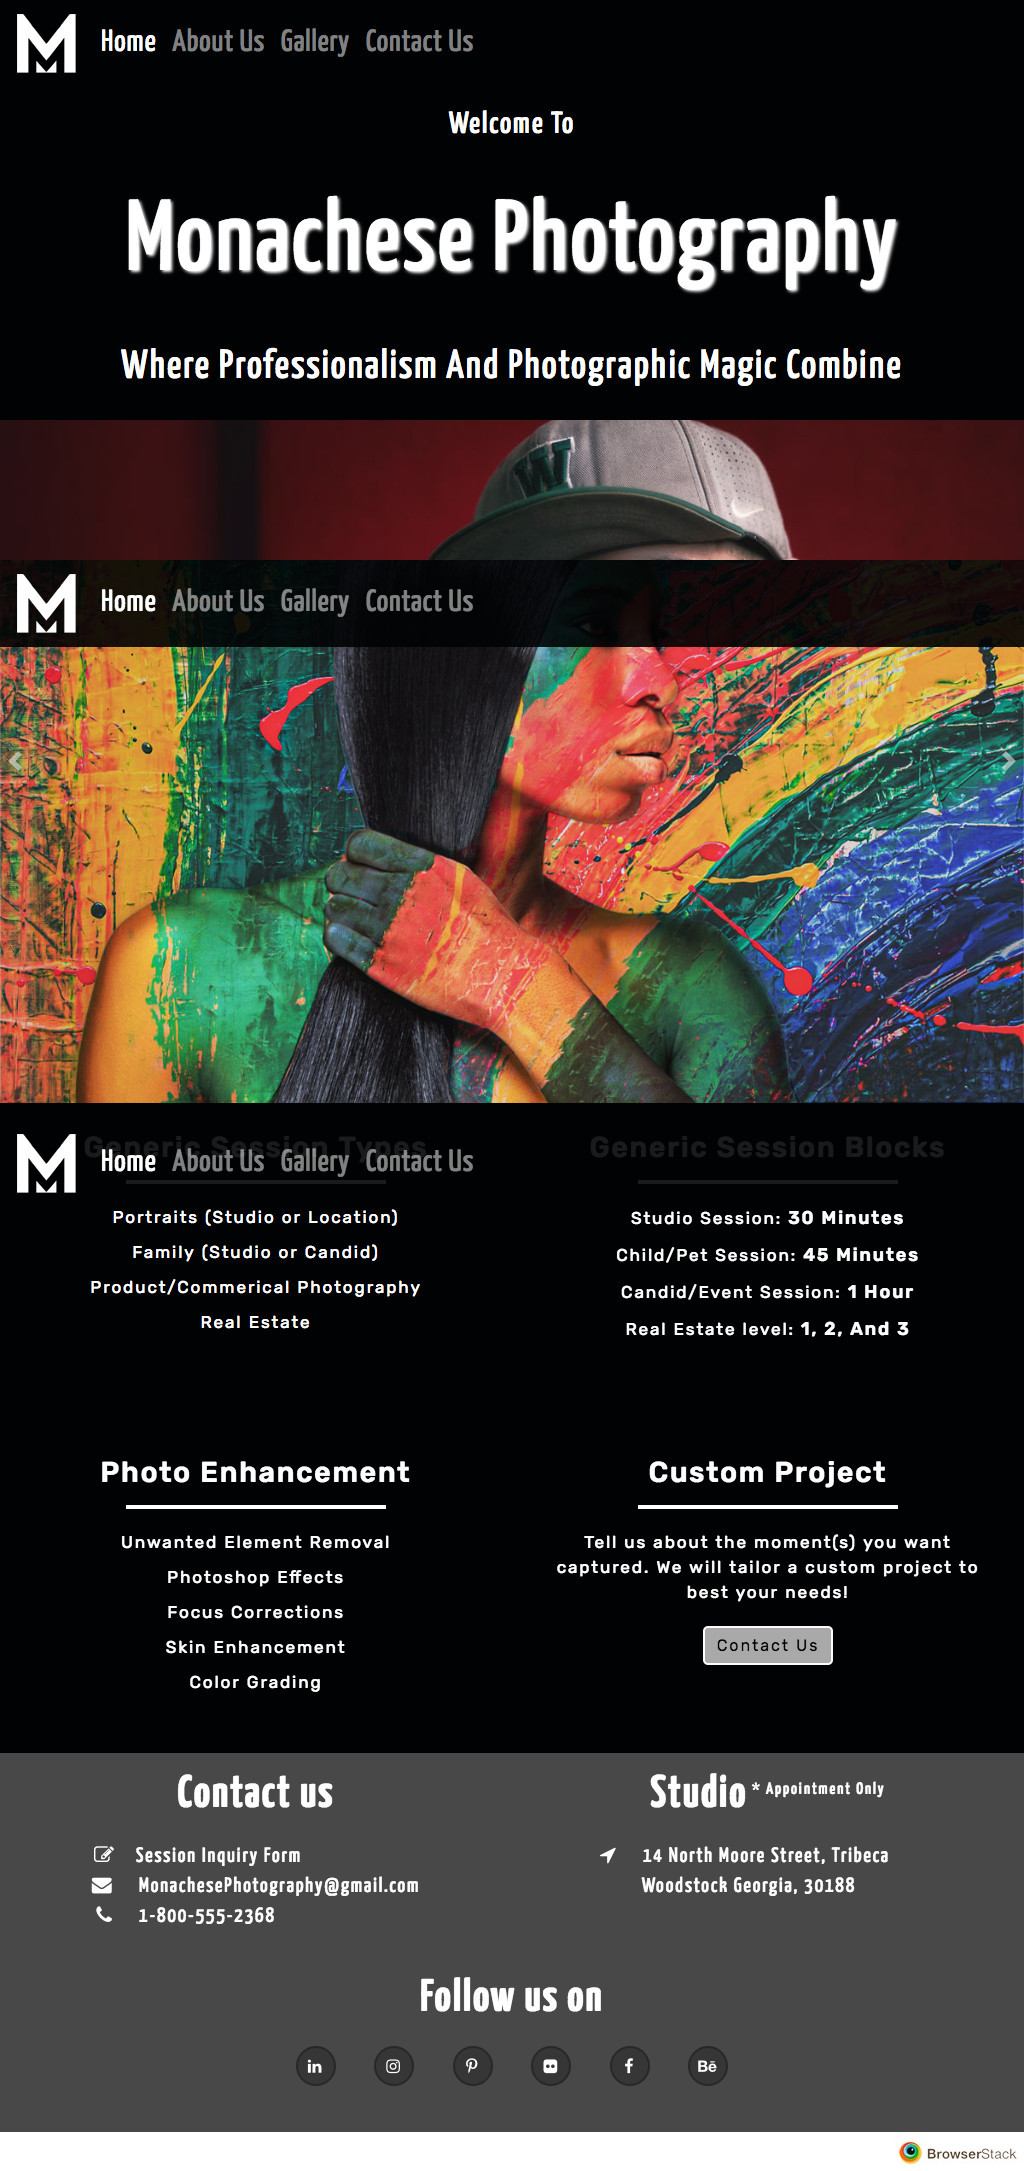 M Home About Us Gallery Contact Us
Welcome To
Monachese Photography
Where Professionalism And Photographic Magic Combine
W
M Home About Us Gallery Contact Us
Generic Session Types
Generic Session Blocks
M Home About Us Gallery Contact Us
Portraits (Studio or Location)
Family (Studio or Candid)
Product/Commerical Photography
Real Estate
Studio Session: 30 Minutes
Child/Pet Session: 45 Minutes
Candid/Event Session: 1 Hour
Real Estate level: 1, 2, And 3
Photo Enhancement
Unwanted Element Removal
Photoshop Effects
Focus Corrections
Skin Enhancement
Color Grading
Custom Project
Tell us about the moment(s) you want
captured. We will tailor a custom project to
best your needs!
Contact Us
Contact us
Session Inquiry Form
MonachesePhotography@gmail.com
1-800-555-2368
Studio * Appointment Only
14 North Moore Street, Tribeca
Woodstock Georgia, 30188
Follow us on
in
Bē
BrowserStack